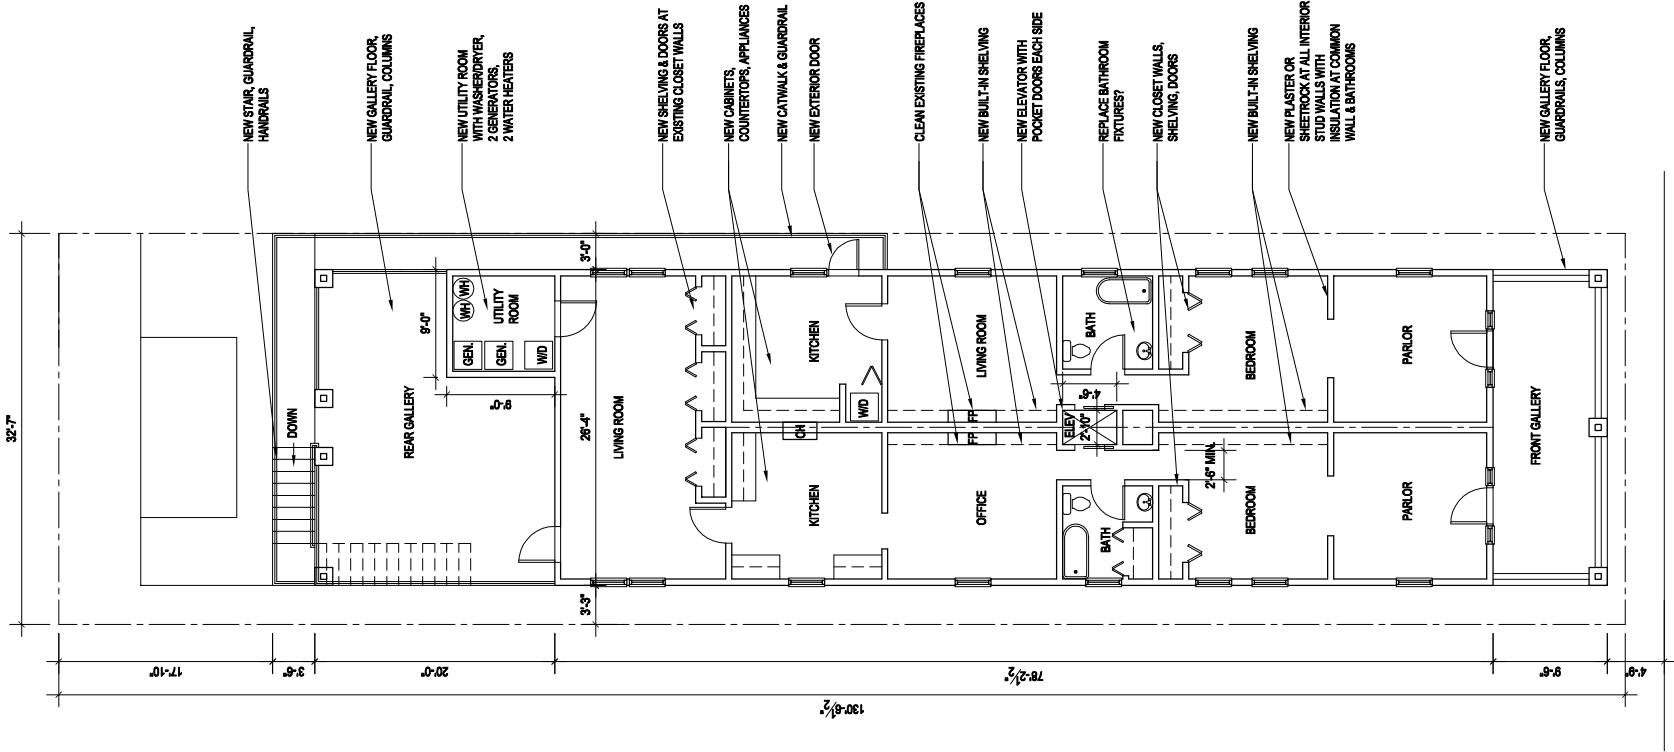 NEW STAIR, GUARDRAIL,
HANDRAILS
NEW GALLERY FLOOR,
GUARDRAIL, COLUMNS
NEW UTILITY ROOM
WITH WASHER/DRYER,
2 GENERATORS,
2 WATER HEATERS
NEW SHELVING & DOORS AT
EXISTING CLOSET WALLS
NEW CABINETS,
COUNTERTOPS, APPLIANCES
NEW CATWALK & GUARDRAIL
NEW EXTERIOR DOOR
CLEAN EXISTING FIREPLACES
NEW BUILT-IN SHELVING
NEW ELEVATOR WITH
POCKET DOORS EACH SIDE
REPLACE BATHROOM
FIXTURES?
NEW CLOSET WALLS,
SHELVING, DOORS
NEW BUILT-IN SHELVING
NEW PLASTER OR
SHEETROCK AT ALL INTERIOR
STUD WALLS WITH
INSULATION AT COMMON
WALL & BATHROOMS
NEW GALLERY FLOOR,
GUARDRAILS, COLUMNS
32'-7"
3'-0"
26'-4"
3'-3"
9'-0"
9'-0"
DOWN
REAR GALLERY
WH
WH
UTILITY
ROOM
GEN.
GEN.
W/D
LIVING ROOM
KITCHEN
W/D
CH
KITCHEN
LIVING ROOM
FP
FP
OFFICE
BATH
4'-6"
ELEV
2'-10"
BATH
BEDROOM
2'-6" MIN.
BEDROOM
PARLOR
PARLOR
FRONT GALLERY
17'-10"
3'-6"
20'-0"
78'-2½"
9'-6"
4'-9"
130'-6½"